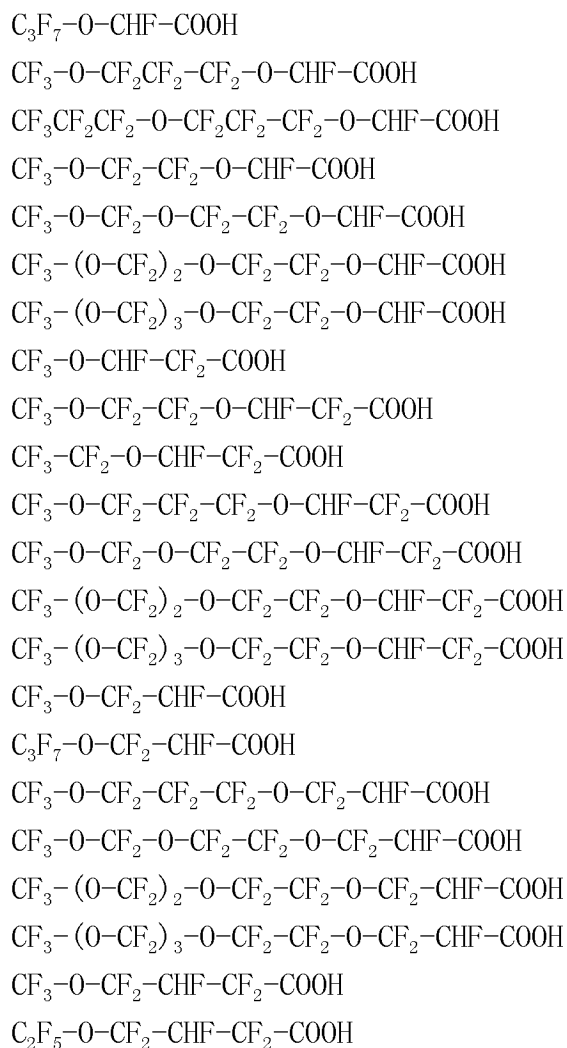 C₃F₇-O-CHF-COOH
CF₃-O-CF₂CF₂-CF₂-O-CHF-COOH
CF₃CF₂CF₂-O-CF₂CF₂-CF₂-O-CHF-COOH
CF₃-O-CF₂-CF₂-O-CHF-COOH
CF₃-O-CF₂-O-CF₂-CF₂-O-CHF-COOH
CF₃-(O-CF₂)₂-O-CF₂-CF₂-O-CHF-COOH
CF₃-(O-CF₂)₃-O-CF₂-CF₂-O-CHF-COOH
CF₃-O-CHF-CF₂-COOH
CF₃-O-CF₂-CF₂-O-CHF-CF₂-COOH
CF₃-CF₂-O-CHF-CF₂-COOH
CF₃-O-CF₂-CF₂-CF₂-O-CHF-CF₂-COOH
CF₃-O-CF₂-O-CF₂-CF₂-O-CHF-CF₂-COOH
CF₃-(O-CF₂)₂-O-CF₂-CF₂-O-CHF-CF₂-COOH
CF₃-(O-CF₂)₃-O-CF₂-CF₂-O-CHF-CF₂-COOH
CF₃-O-CF₂-CHF-COOH
C₃F₇-O-CF₂-CHF-COOH
CF₃-O-CF₂-CF₂-CF₂-O-CF₂-CHF-COOH
CF₃-O-CF₂-O-CF₂-CF₂-O-CF₂-CHF-COOH
CF₃-(O-CF₂)₂-O-CF₂-CF₂-O-CF₂-CHF-COOH
CF₃-(O-CF₂)₃-O-CF₂-CF₂-O-CF₂-CHF-COOH
CF₃-O-CF₂-CHF-CF₂-COOH
C₂F₅-O-CF₂-CHF-CF₂-COOH